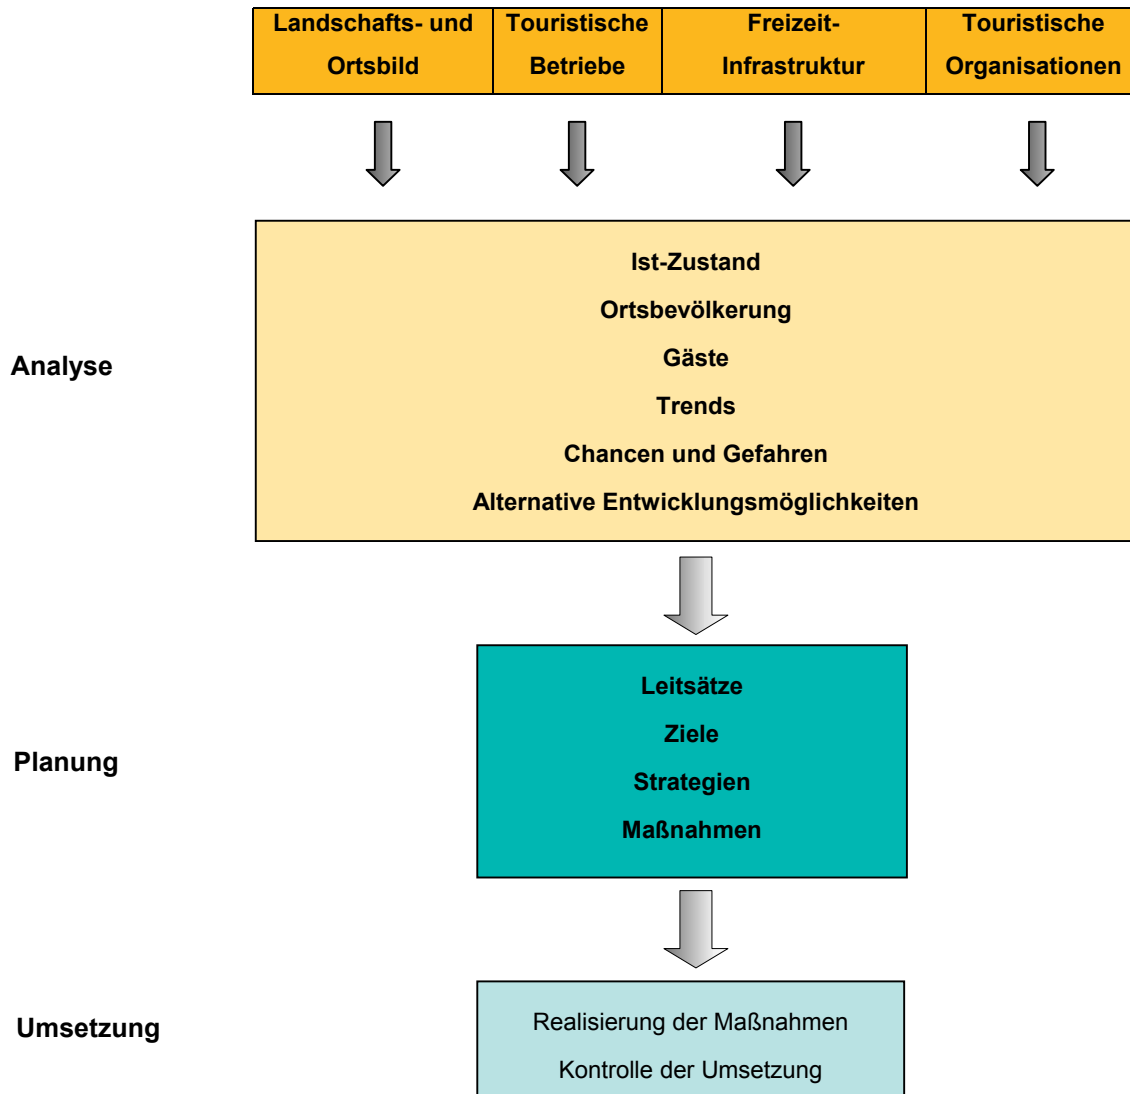 Landschafts- und
Ortsbild
Touristische
Betriebe
Freizeit-
Infrastruktur
Touristische
Organisationen
Analyse
Ist-Zustand
Ortsbevölkerung
Gäste
Trends
Chancen und Gefahren
Alternative Entwicklungsmöglichkeiten
Planung
Leitsätze
Ziele
Strategien
Maßnahmen
Umsetzung
Realisierung der Maßnahmen
Kontrolle der Umsetzung